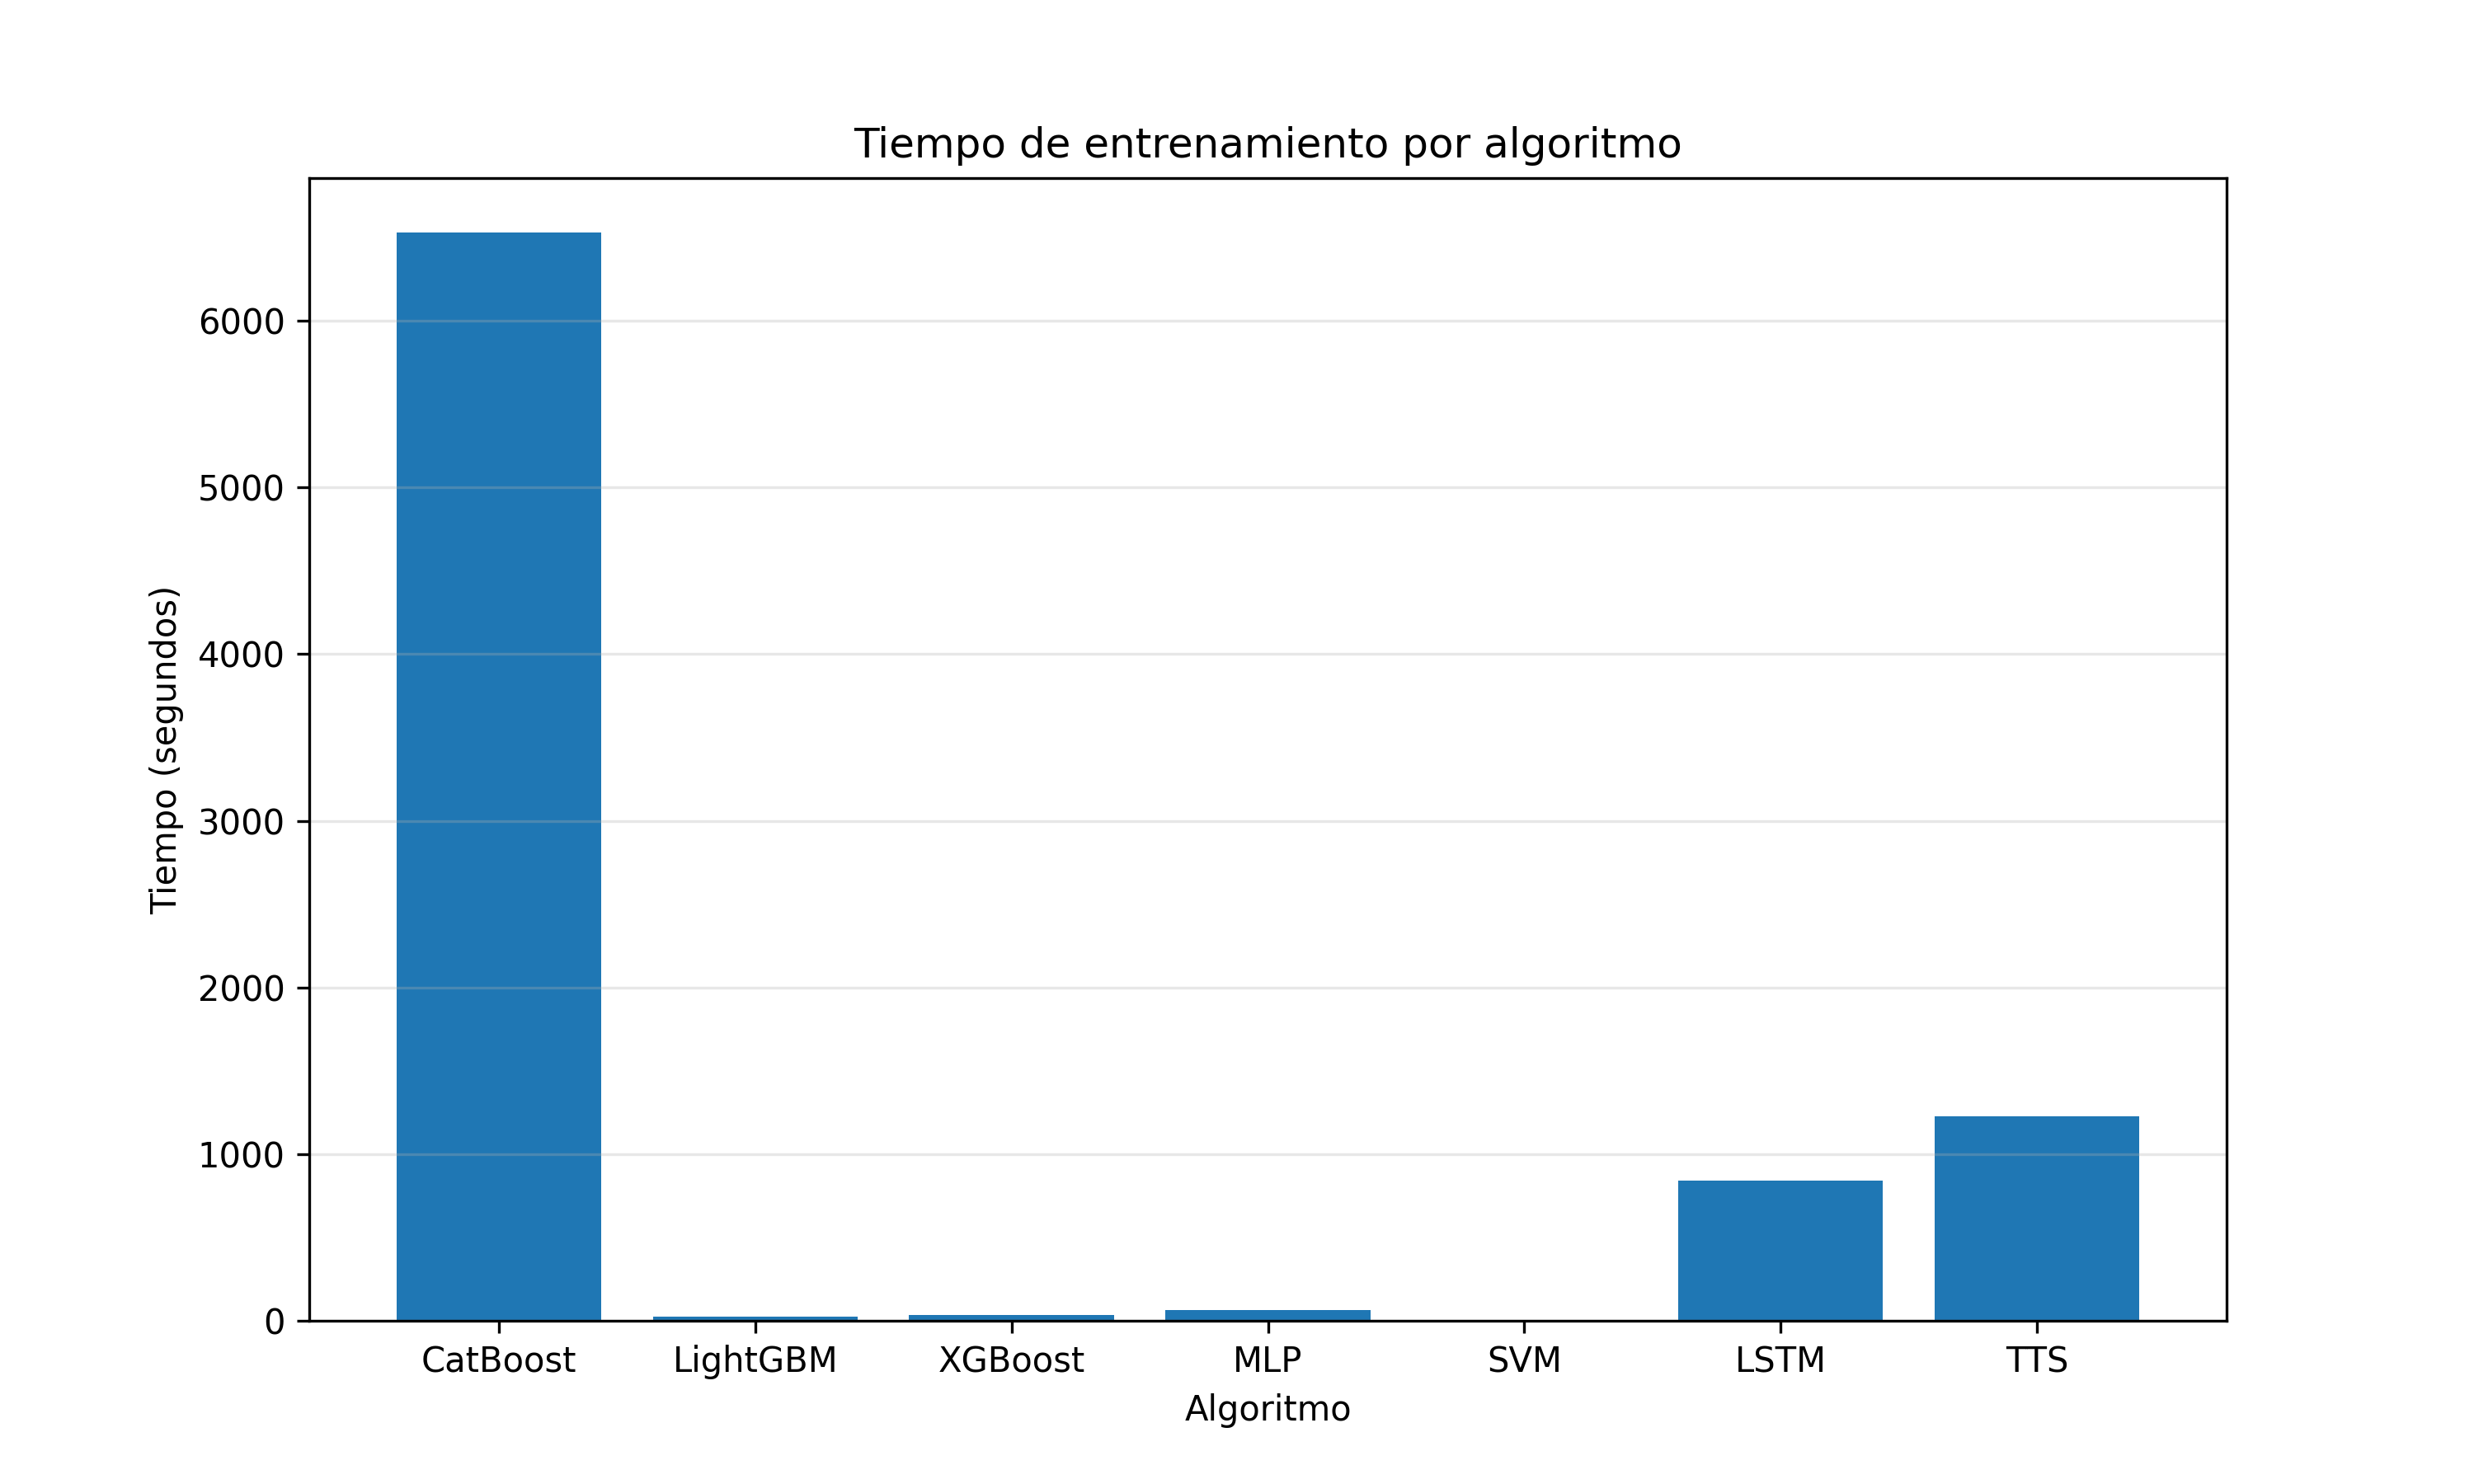 Tiempo de entrenamiento por algoritmo
Tiempo (segundos)
6000
5000
4000
3000
2000
1000
0
CatBoost LightGBM XGBoost MLP SVM LSTM TTS
Algoritmo